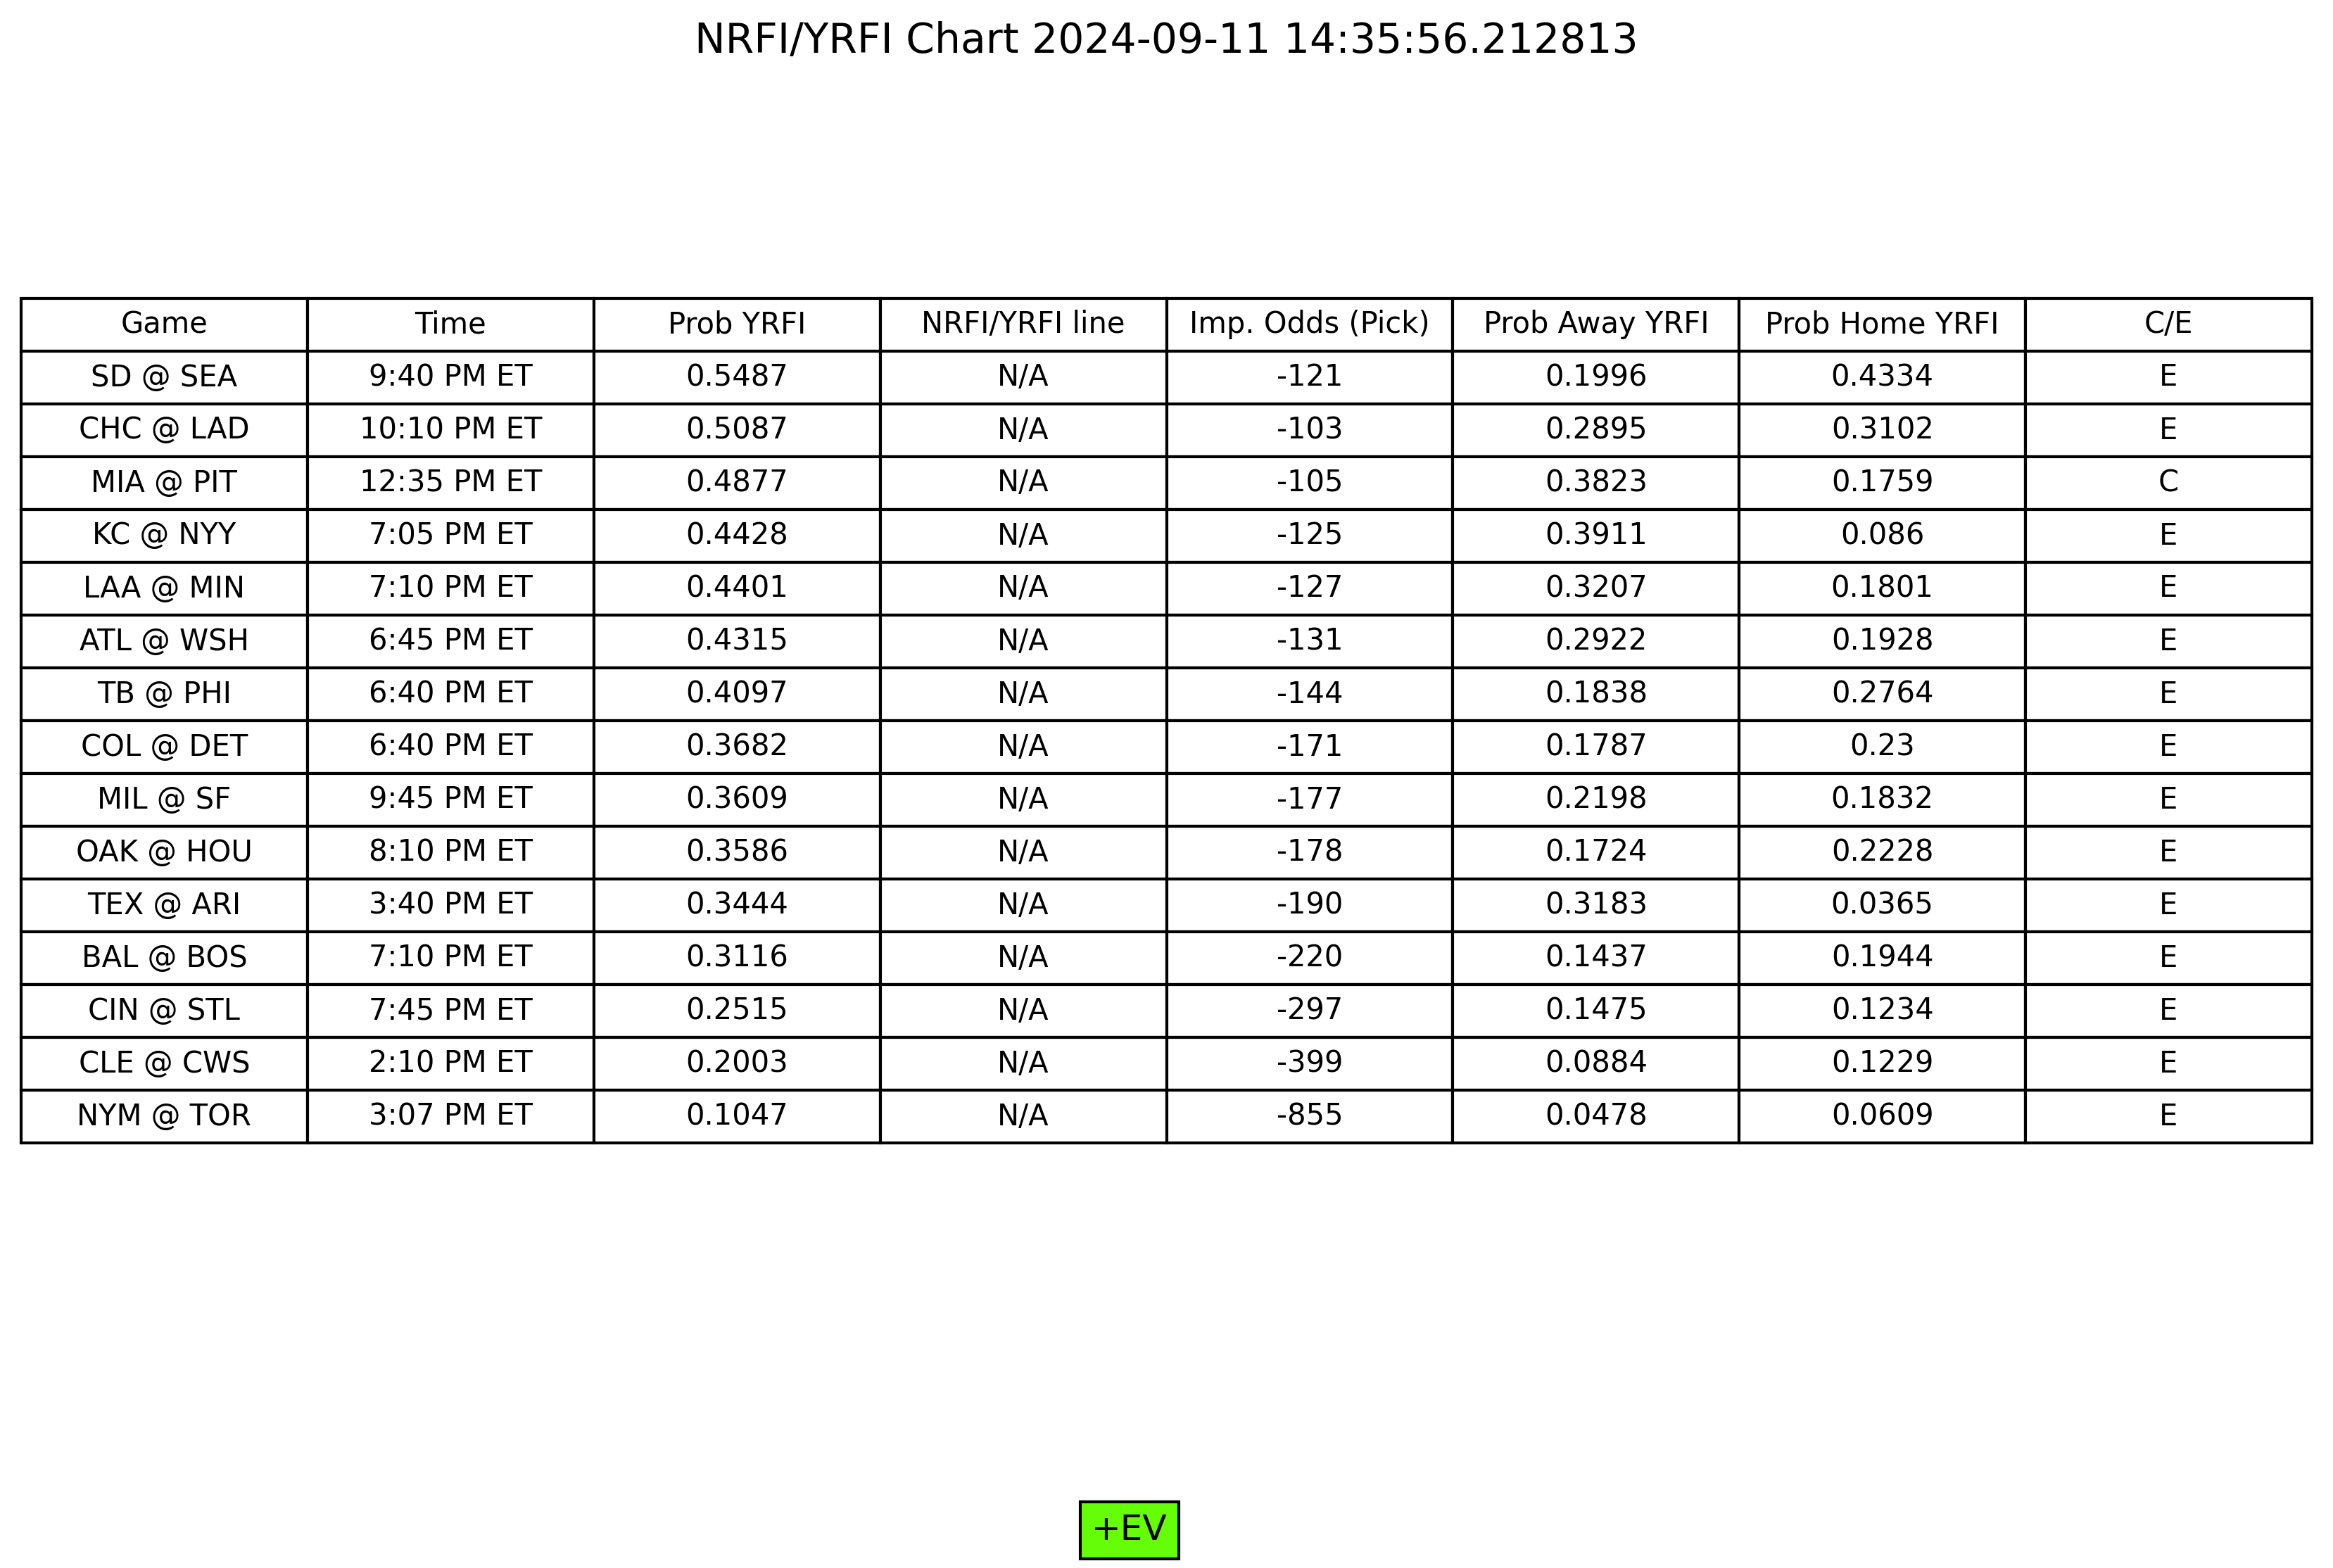 NRFI/YRFI Chart 2024-09-11 14:35:56.212813
Game Time Prob YRFI NRFI/YRFI line Imp. Odds (Pick) Prob Away YRFI Prob Home YRFI C/E
SD @ SEA 9:40 PM ET 0.5487 N/A -121 0.1996 0.4334 E
CHC @ LAD 10:10 PM ET 0.5087 N/A -103 0.2895 0.3102 E
MIA @ PIT 12:35 PM ET 0.4877 N/A -105 0.3823 0.1759 C
KC @ NYY 7:05 PM ET 0.4428 N/A -125 0.3911 0.086 E
LAA @ MIN 7:10 PM ET 0.4401 N/A -127 0.3207 0.1801 E
ATL @ WSH 6:45 PM ET 0.4315 N/A -131 0.2922 0.1928 E
TB @ PHI 6:40 PM ET 0.4097 N/A -144 0.1838 0.2764 E
COL @ DET 6:40 PM ET 0.3682 N/A -171 0.1787 0.23 E
MIL @ SF 9:45 PM ET 0.3609 N/A -177 0.2198 0.1832 E
OAK @ HOU 8:10 PM ET 0.3586 N/A -178 0.1724 0.2228 E
TEX @ ARI 3:40 PM ET 0.3444 N/A -190 0.3183 0.0365 E
BAL @ BOS 7:10 PM ET 0.3116 N/A -220 0.1437 0.1944 E
CIN @ STL 7:45 PM ET 0.2515 N/A -297 0.1475 0.1234 E
CLE @ CWS 2:10 PM ET 0.2003 N/A -399 0.0884 0.1229 E
NYM @ TOR 3:07 PM ET 0.1047 N/A -855 0.0478 0.0609 E
+EV